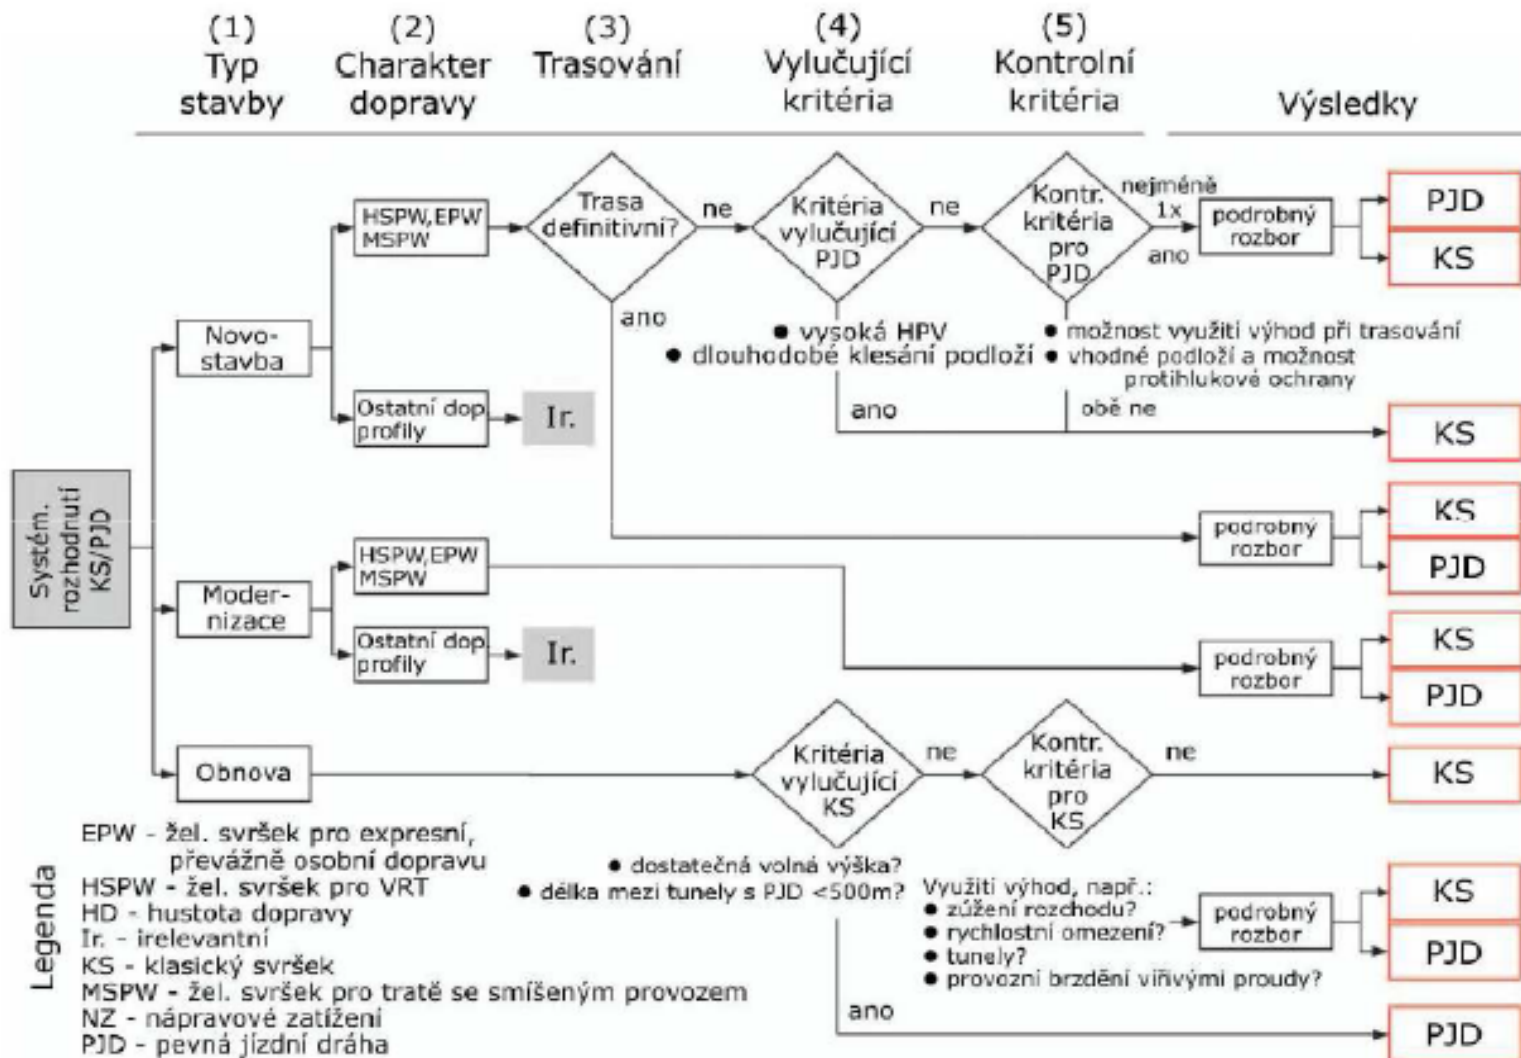 (1)
Typ
stavby
(2)
Charakter
dopravy
(3)
Trasování
(4)
Vylučující
kritéria
(5)
Kontrolní
kritéria
Výsledky
Systém.
rozhodnutí
KS/PJD
Novo-
stavba
HSPW,EPW
MSPW
Trasa
definitivní?
ne
Kritéria
vylučující
PJD
ne
Kontr.
kritéria
pro
PJD
nejméně
1x
ano
podrobný
rozbor
PJD
KS
ano
● vysoká HPV
● dlouhodobé klesání podloží
● možnost využití výhod při trasování
● vhodné podloží a možnost
protihlukové ochrany
ano
obě ne
KS
Ostatní dop.
profily
Ir.
podrobný
rozbor
KS
PJD
Moder-
nizace
HSPW,EPW
MSPW
Ostatní dop.
profily
Ir.
podrobný
rozbor
KS
PJD
Obnova
Kritéria
vylučující
KS
ne
Kontr.
kritéria
pro
KS
ne
KS
● dostatečná volná výška?
● délka mezi tunely s PJD <500m?
Využití výhod, např.:
● zúžení rozchodu?
● rychlostní omezení?
● tunely?
● provozní brzdění vířivými proudy?
podrobný
rozbor
KS
PJD
ano
PJD
Legenda
EPW - žel. svršek pro expresní,
převážně osobní dopravu
HSPW - žel. svršek pro VRT
HD - hustota dopravy
Ir. - irelevantní
KS - klasický svršek
MSPW - žel. svršek pro tratě se smíšeným provozem
NZ - nápravové zatížení
PJD - pevná jízdní dráha